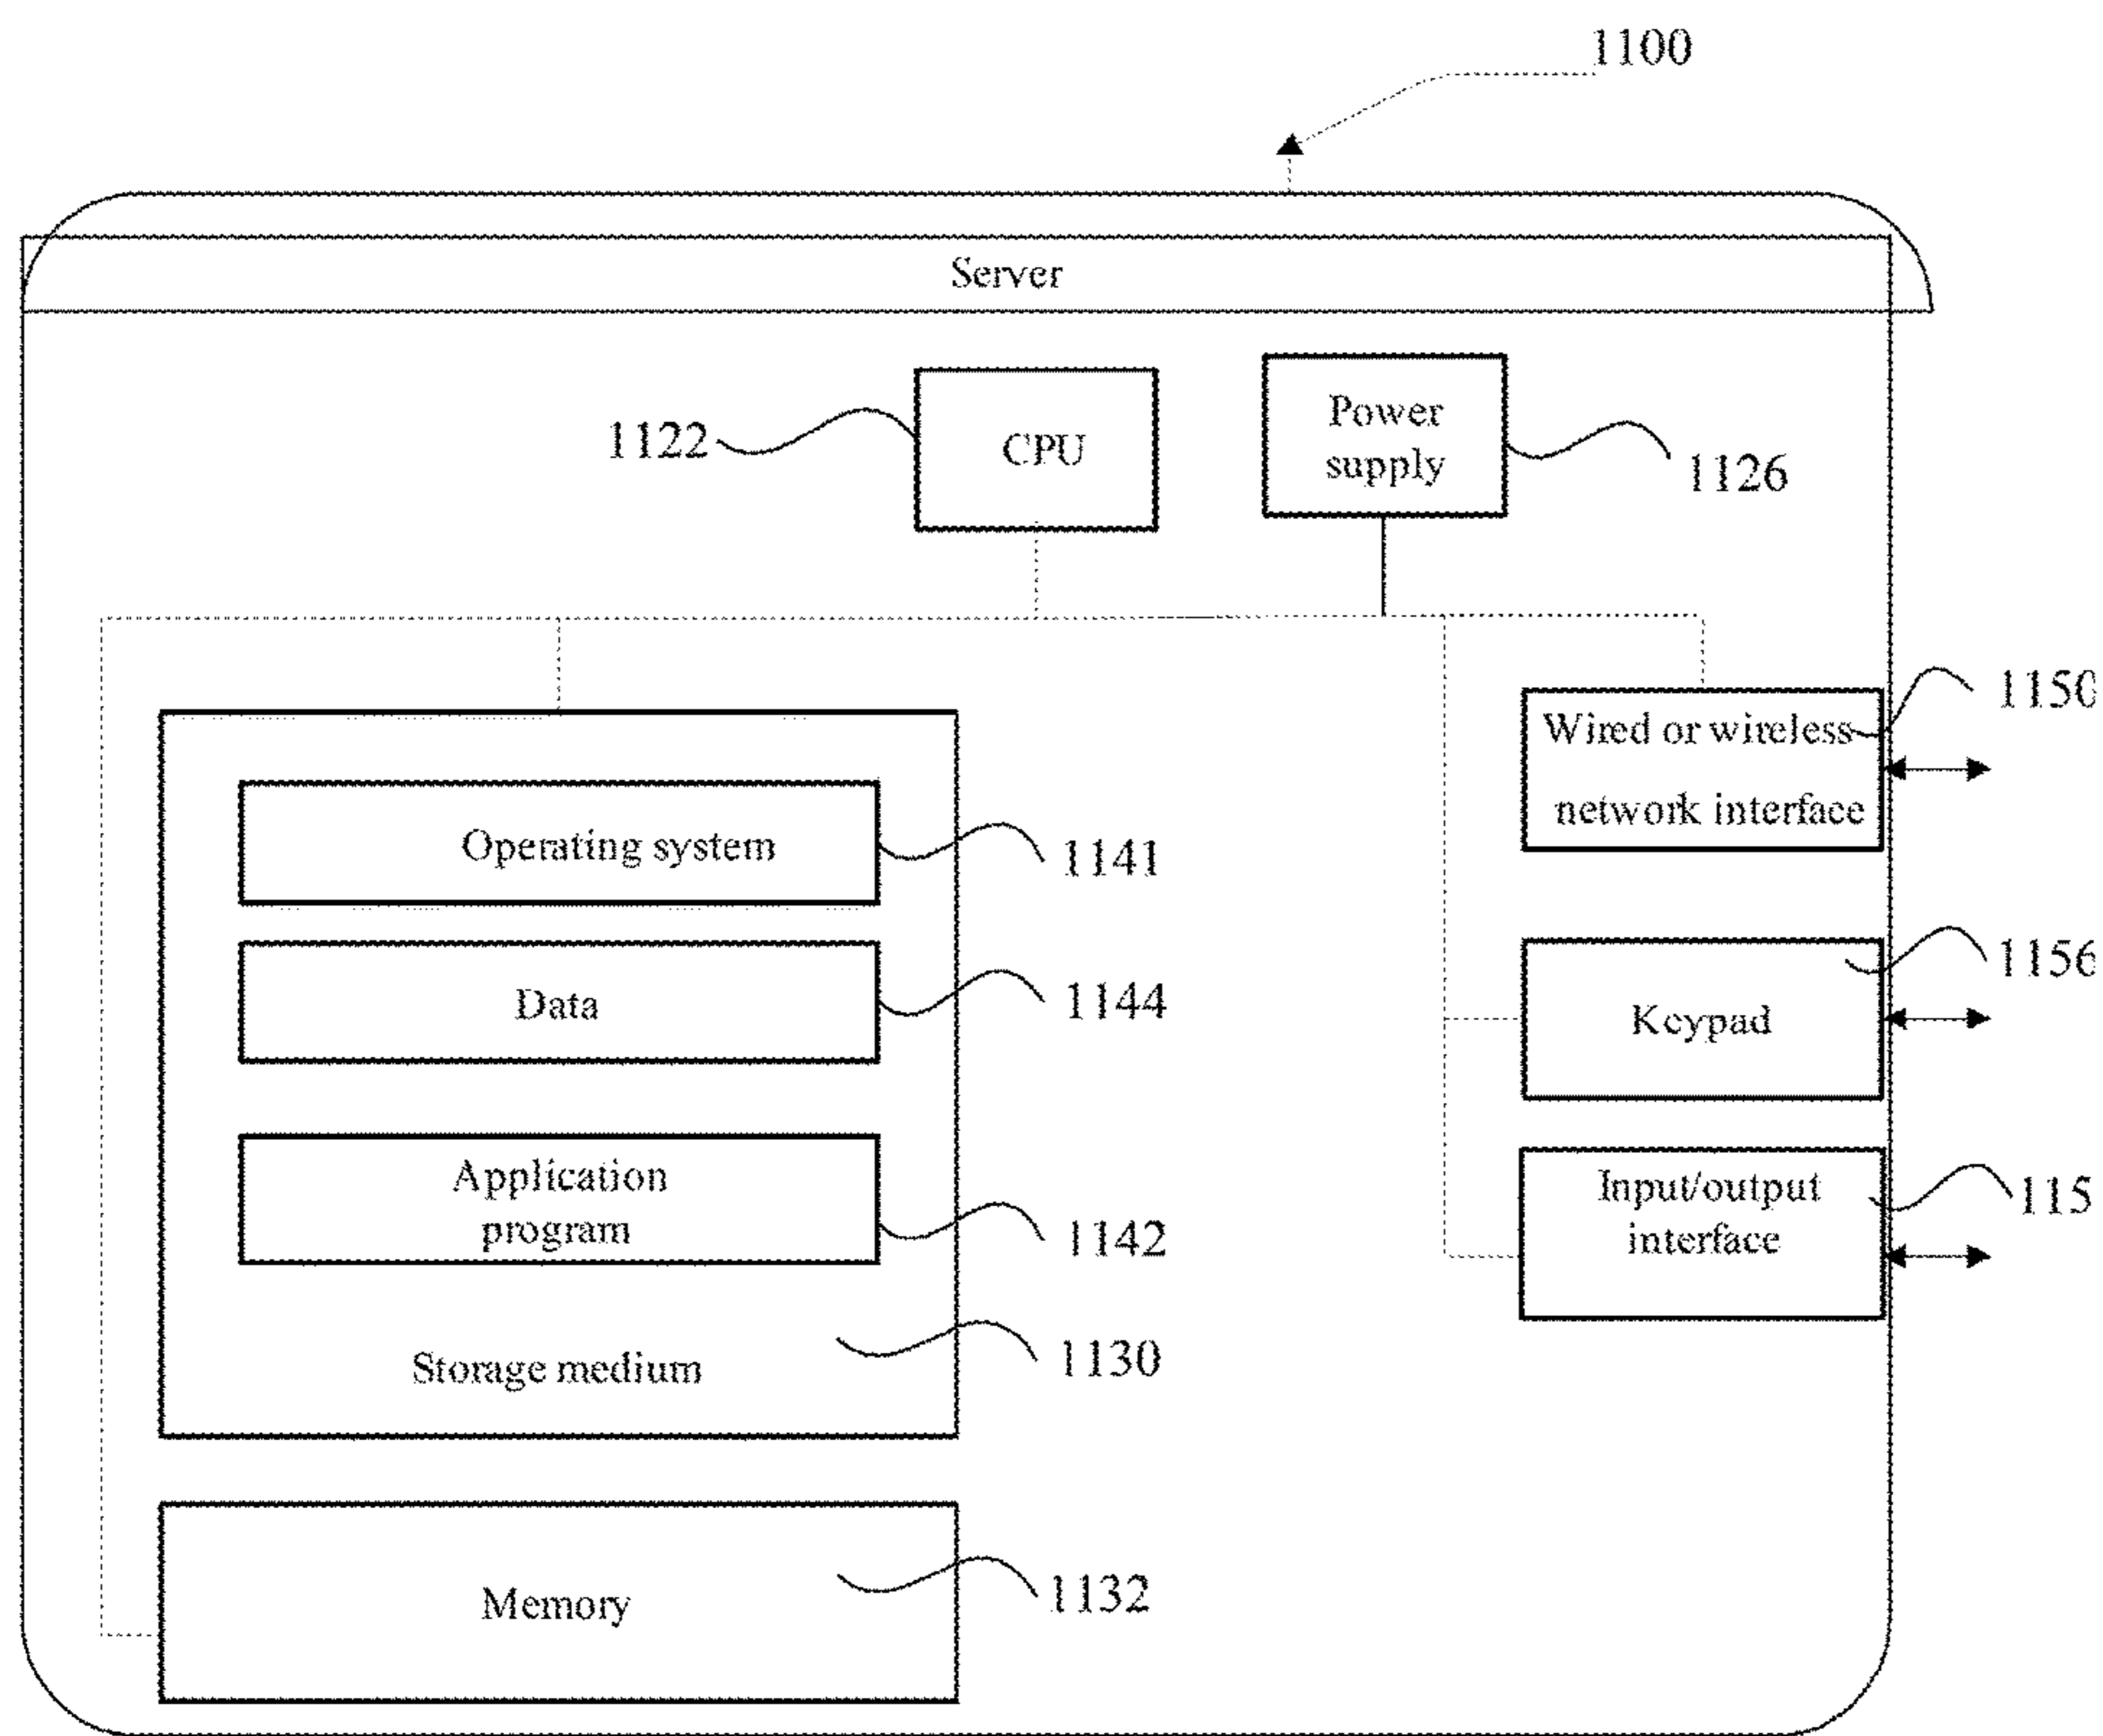 1100
Server
1122
CPU
Power
supply
1126
Wired or wireless
network interface
1150
Operating system
1141
Data
1144
Keypad
1156
Application
program
1142
Input/output
interface
115
Storage medium
1130
Memory
1132